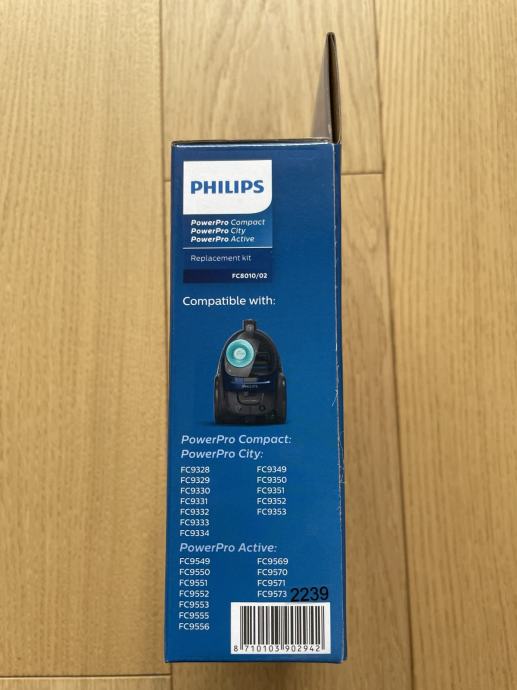 PHILIPS
PowerPro Compact
PowerPro City
PowerPro Active
Replacement kit
FC8010/02
Compatible with:
PHILIPS
PowerPro Compact:
PowerPro City:
FC9328 FC9349
FC9329 FC9350
FC9330 FC9351
FC9331 FC9352
FC9332 FC9353
FC9333
FC9334
PowerPro Active:
FC9549 FC9569
FC9550 FC9570
FC9551 FC9571
FC9552 FC9573 2239
FC9553
FC9555
FC9556
8 710103 902942